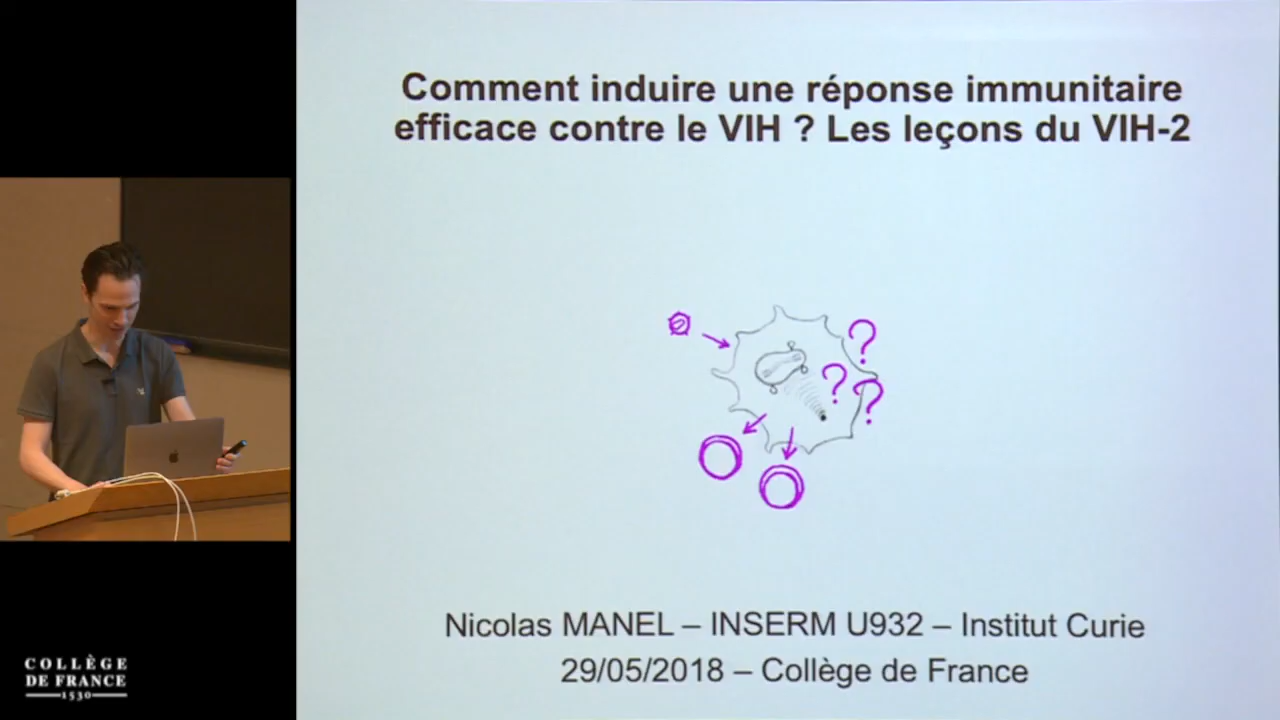 Comment induire une réponse immunitaire
efficace contre le VIH ? Les leçons du VIH-2
?
?
?
Nicolas MANEL – INSERM U932 – Institut Curie
29/05/2018 – Collège de France
COLLÈGE
DE FRANCE
1530